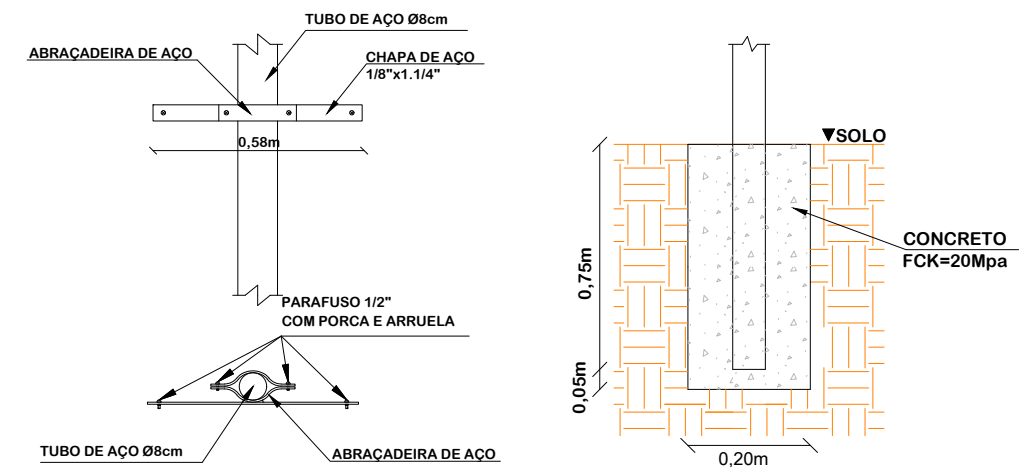 TUBO DE AÇO Ø8cm
ABRAÇADEIRA DE AÇO
CHAPA DE AÇO
1/8"x1.1/4"
0,58m
PARAFUSO 1/2"
COM PORCA E ARRUELA
TUBO DE AÇO Ø8cm
ABRAÇADEIRA DE AÇO
SOLO
0,75m
CONCRETO
FCK=20Mpa
0,05m
0,20m